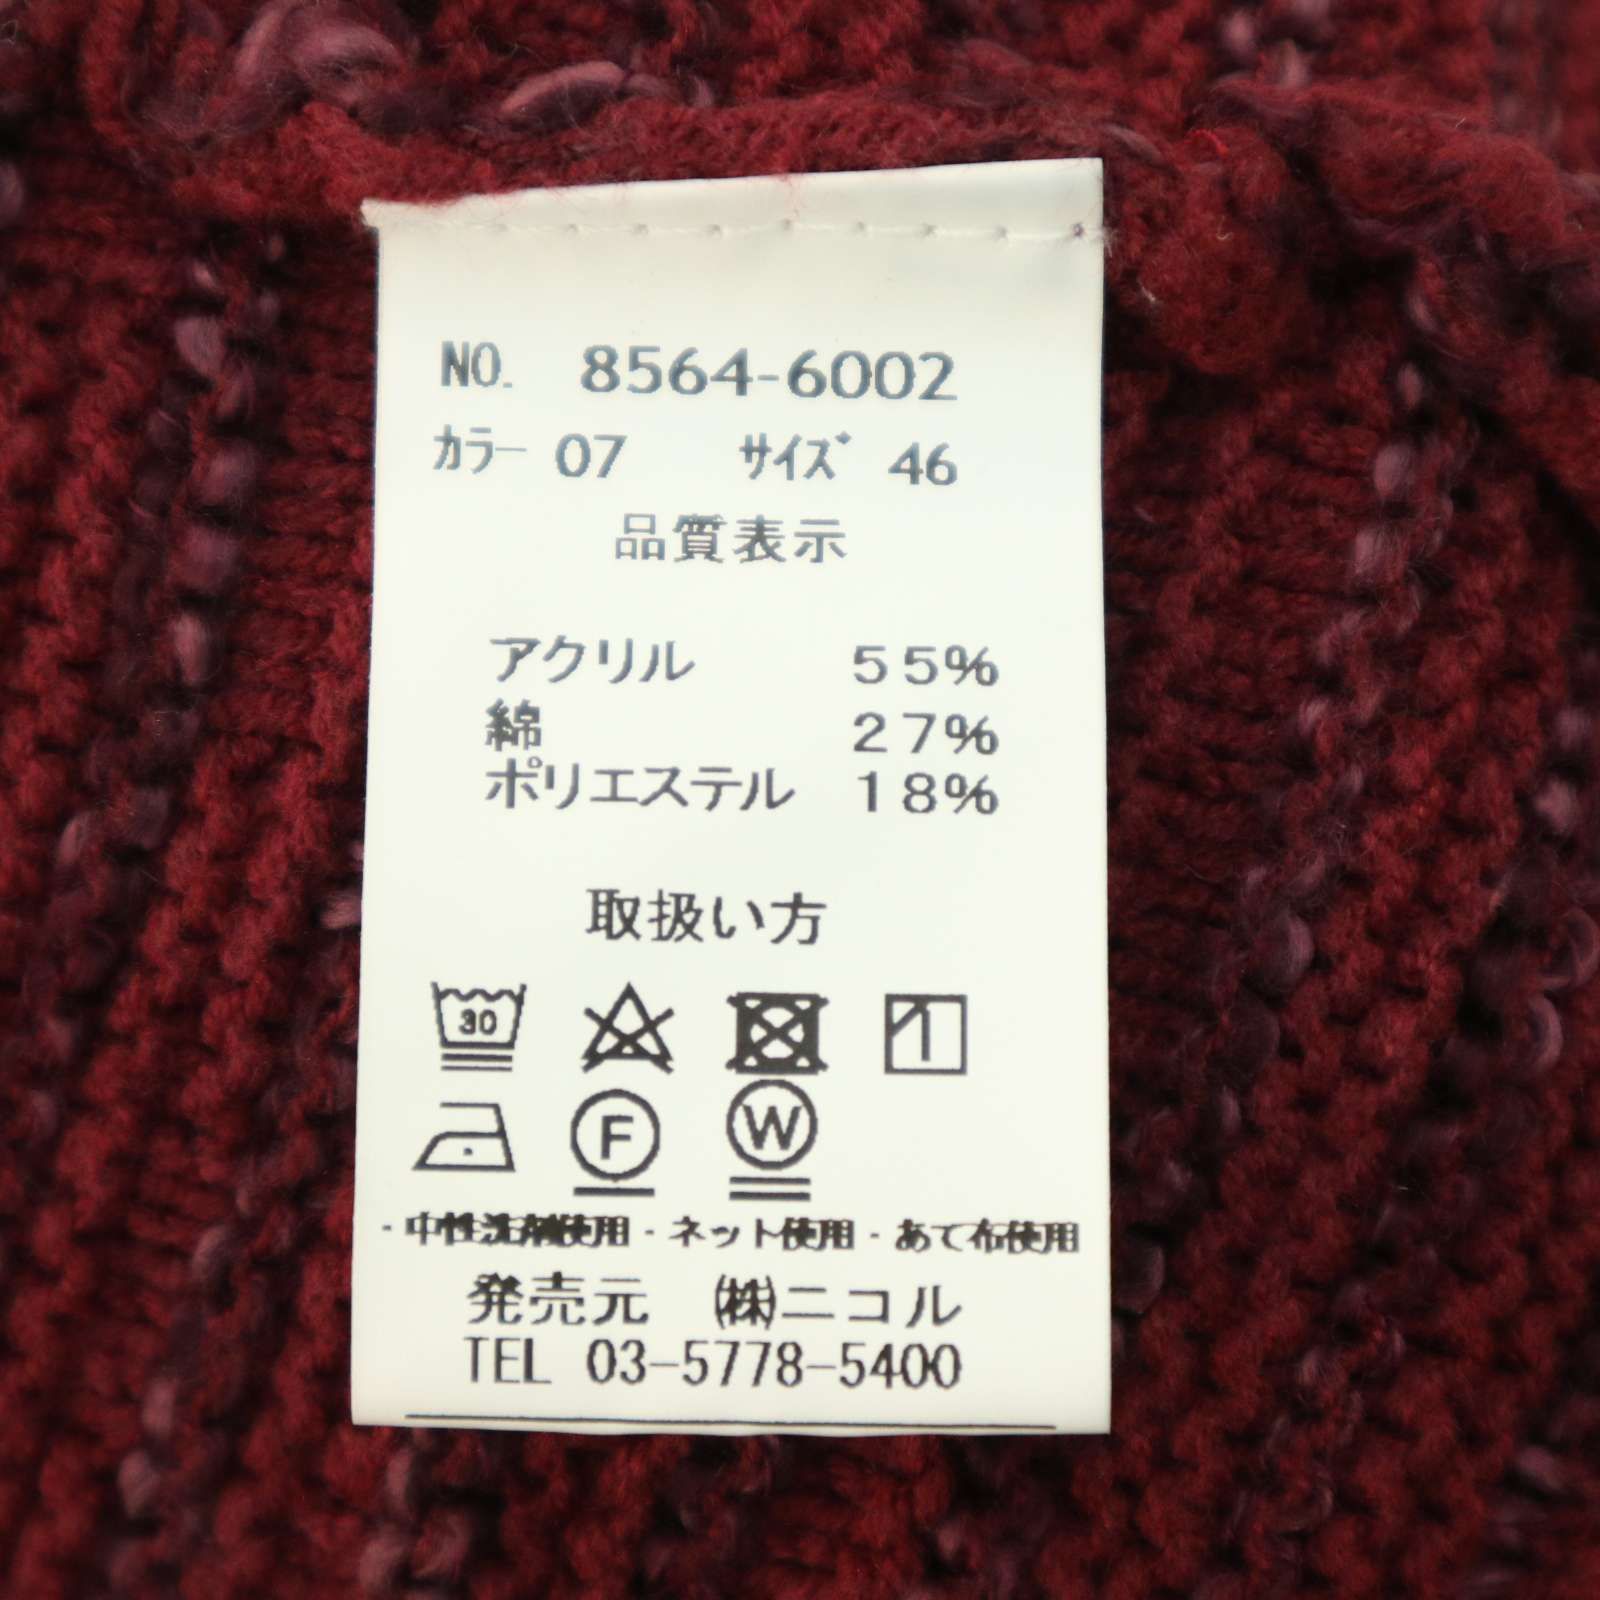 NO. 8564-6002
カラー 07 サイズ 46
品質表示
アクリル 55%
綿 27%
ポリエステル 18%
取扱い方
30
F W
・中性洗剤使用・ネット使用・あて布使用
発売元 ㈱ニコル
TEL 03-5778-5400